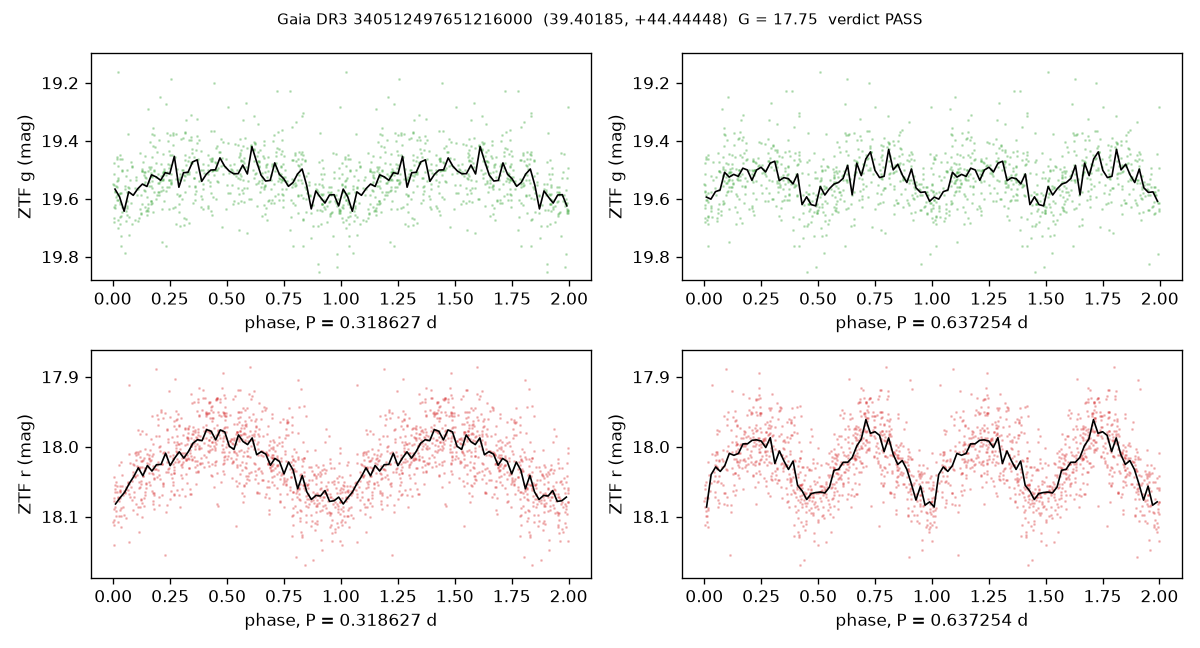 Gaia DR3 340512497651216000 (39.40185, +44.44448) G = 17.75 verdict PASS
ZTF g (mag)
19.2
19.4
19.6
19.8
0.00 0.25 0.50 0.75 1.00 1.25 1.50 1.75 2.00
phase, P = 0.318627 d
ZTF g (mag)
19.2
19.4
19.6
19.8
0.00 0.25 0.50 0.75 1.00 1.25 1.50 1.75 2.00
phase, P = 0.637254 d
ZTF r (mag)
17.9
18.0
18.1
0.00 0.25 0.50 0.75 1.00 1.25 1.50 1.75 2.00
phase, P = 0.318627 d
ZTF r (mag)
17.9
18.0
18.1
0.00 0.25 0.50 0.75 1.00 1.25 1.50 1.75 2.00
phase, P = 0.637254 d